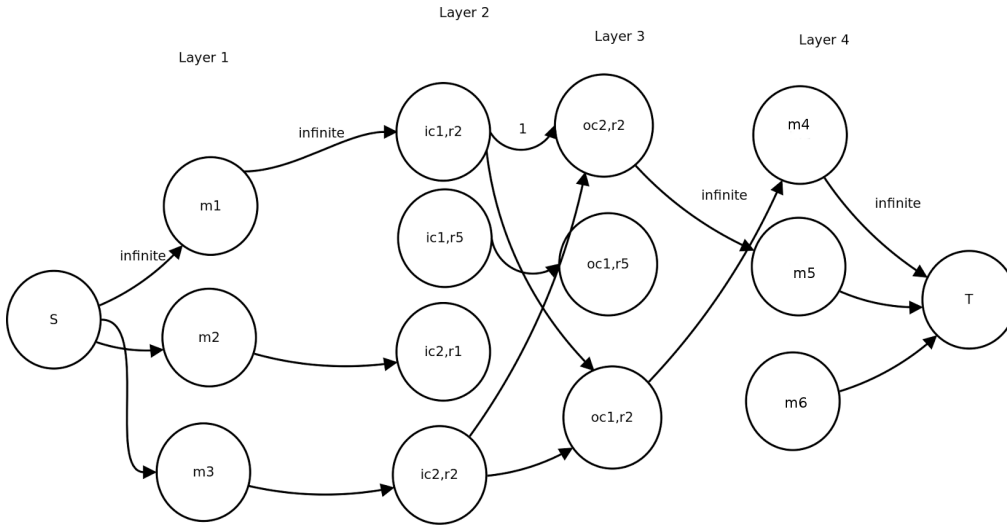 Layer 1
Layer 2
Layer 3
Layer 4
S
infinite
m1
m2
m3
infinite
ic1,r2
ic1,r5
ic2,r1
ic2,r2
1
oc2,r2
oc1,r5
oc1,r2
infinite
m4
m5
m6
infinite
T